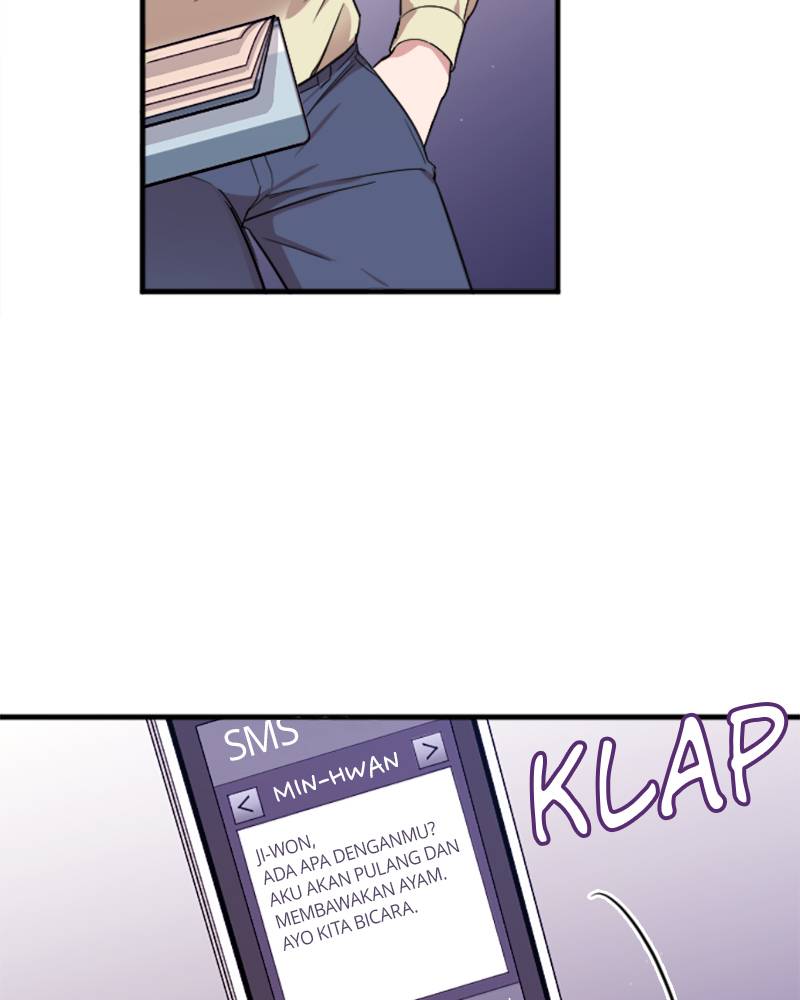 SMS
KLAP
< MIN-HWAN >
JI-WON,
ADA APA DENGANMU?
AKU AKAN PULANG DAN
MEMBAWAKAN AYAM.
AYO KITA BICARA.